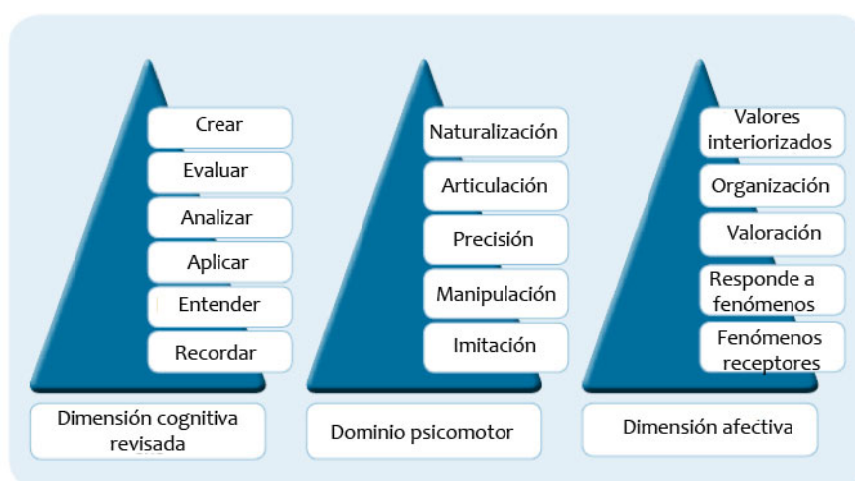 Crear
Evaluar
Analizar
Aplicar
Entender
Recordar
Dimensión cognitiva
revisada
Naturalización
Articulación
Precisión
Manipulación
Imitación
Dominio psicomotor
Valores
interiorizados
Organización
Valoración
Responde a
fenómenos
Fenómenos
receptores
Dimensión afectiva